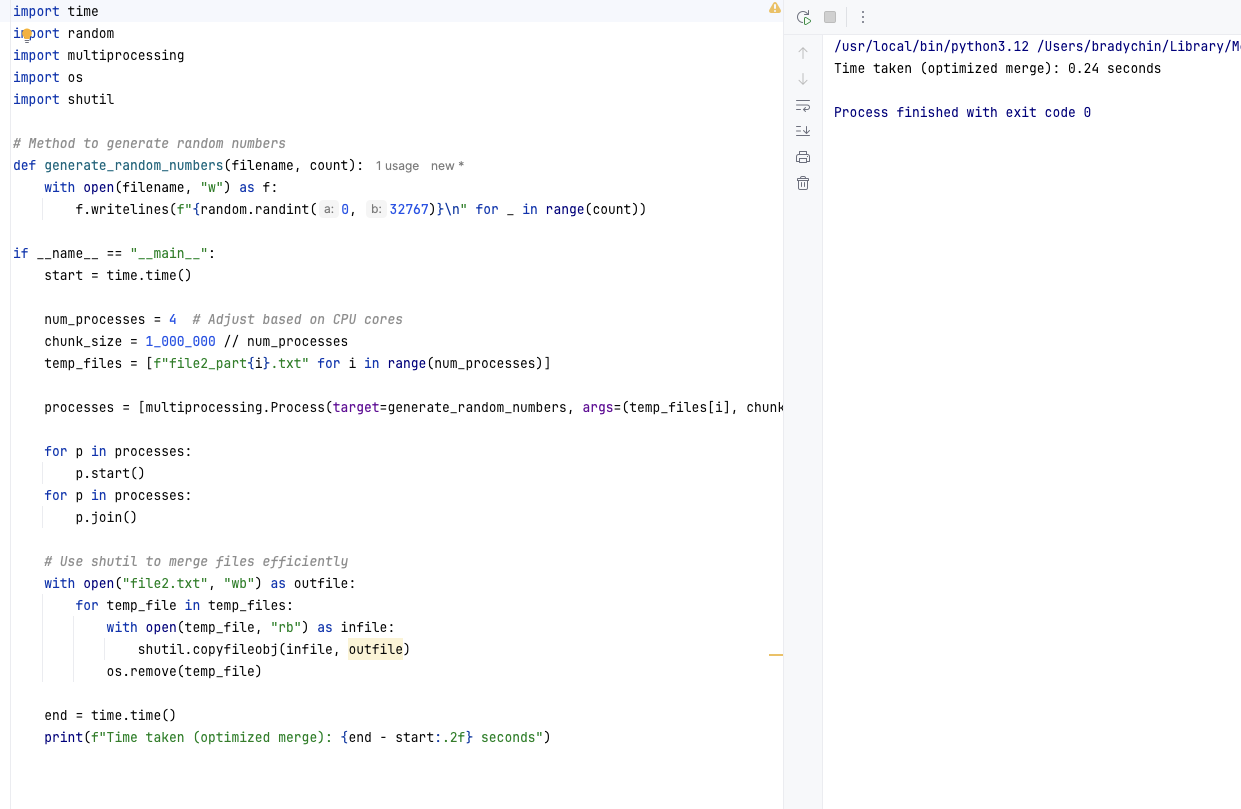 import time
import random
import multiprocessing
import os
import shutil
# Method to generate random numbers
def generate_random_numbers(filename, count): 1 usage new *
    with open(filename, "w") as f:
        f.writelines(f"{random.randint( a: 0, b: 32767)}\n" for _ in range(count))
if __name__ == "__main__":
    start = time.time()
    num_processes = 4  # Adjust based on CPU cores
    chunk_size = 1_000_000 // num_processes
    temp_files = [f"file2_part{i}.txt" for i in range(num_processes)]
    processes = [multiprocessing.Process(target=generate_random_numbers, args=(temp_files[i], chunk
    for p in processes:
        p.start()
    for p in processes:
        p.join()
    # Use shutil to merge files efficiently
    with open("file2.txt", "wb") as outfile:
        for temp_file in temp_files:
            with open(temp_file, "rb") as infile:
                shutil.copyfileobj(infile, outfile)
            os.remove(temp_file)
    end = time.time()
    print(f"Time taken (optimized merge): {end - start:.2f} seconds")
/usr/local/bin/python3.12 /Users/bradychin/Library/M
Time taken (optimized merge): 0.24 seconds
Process finished with exit code 0